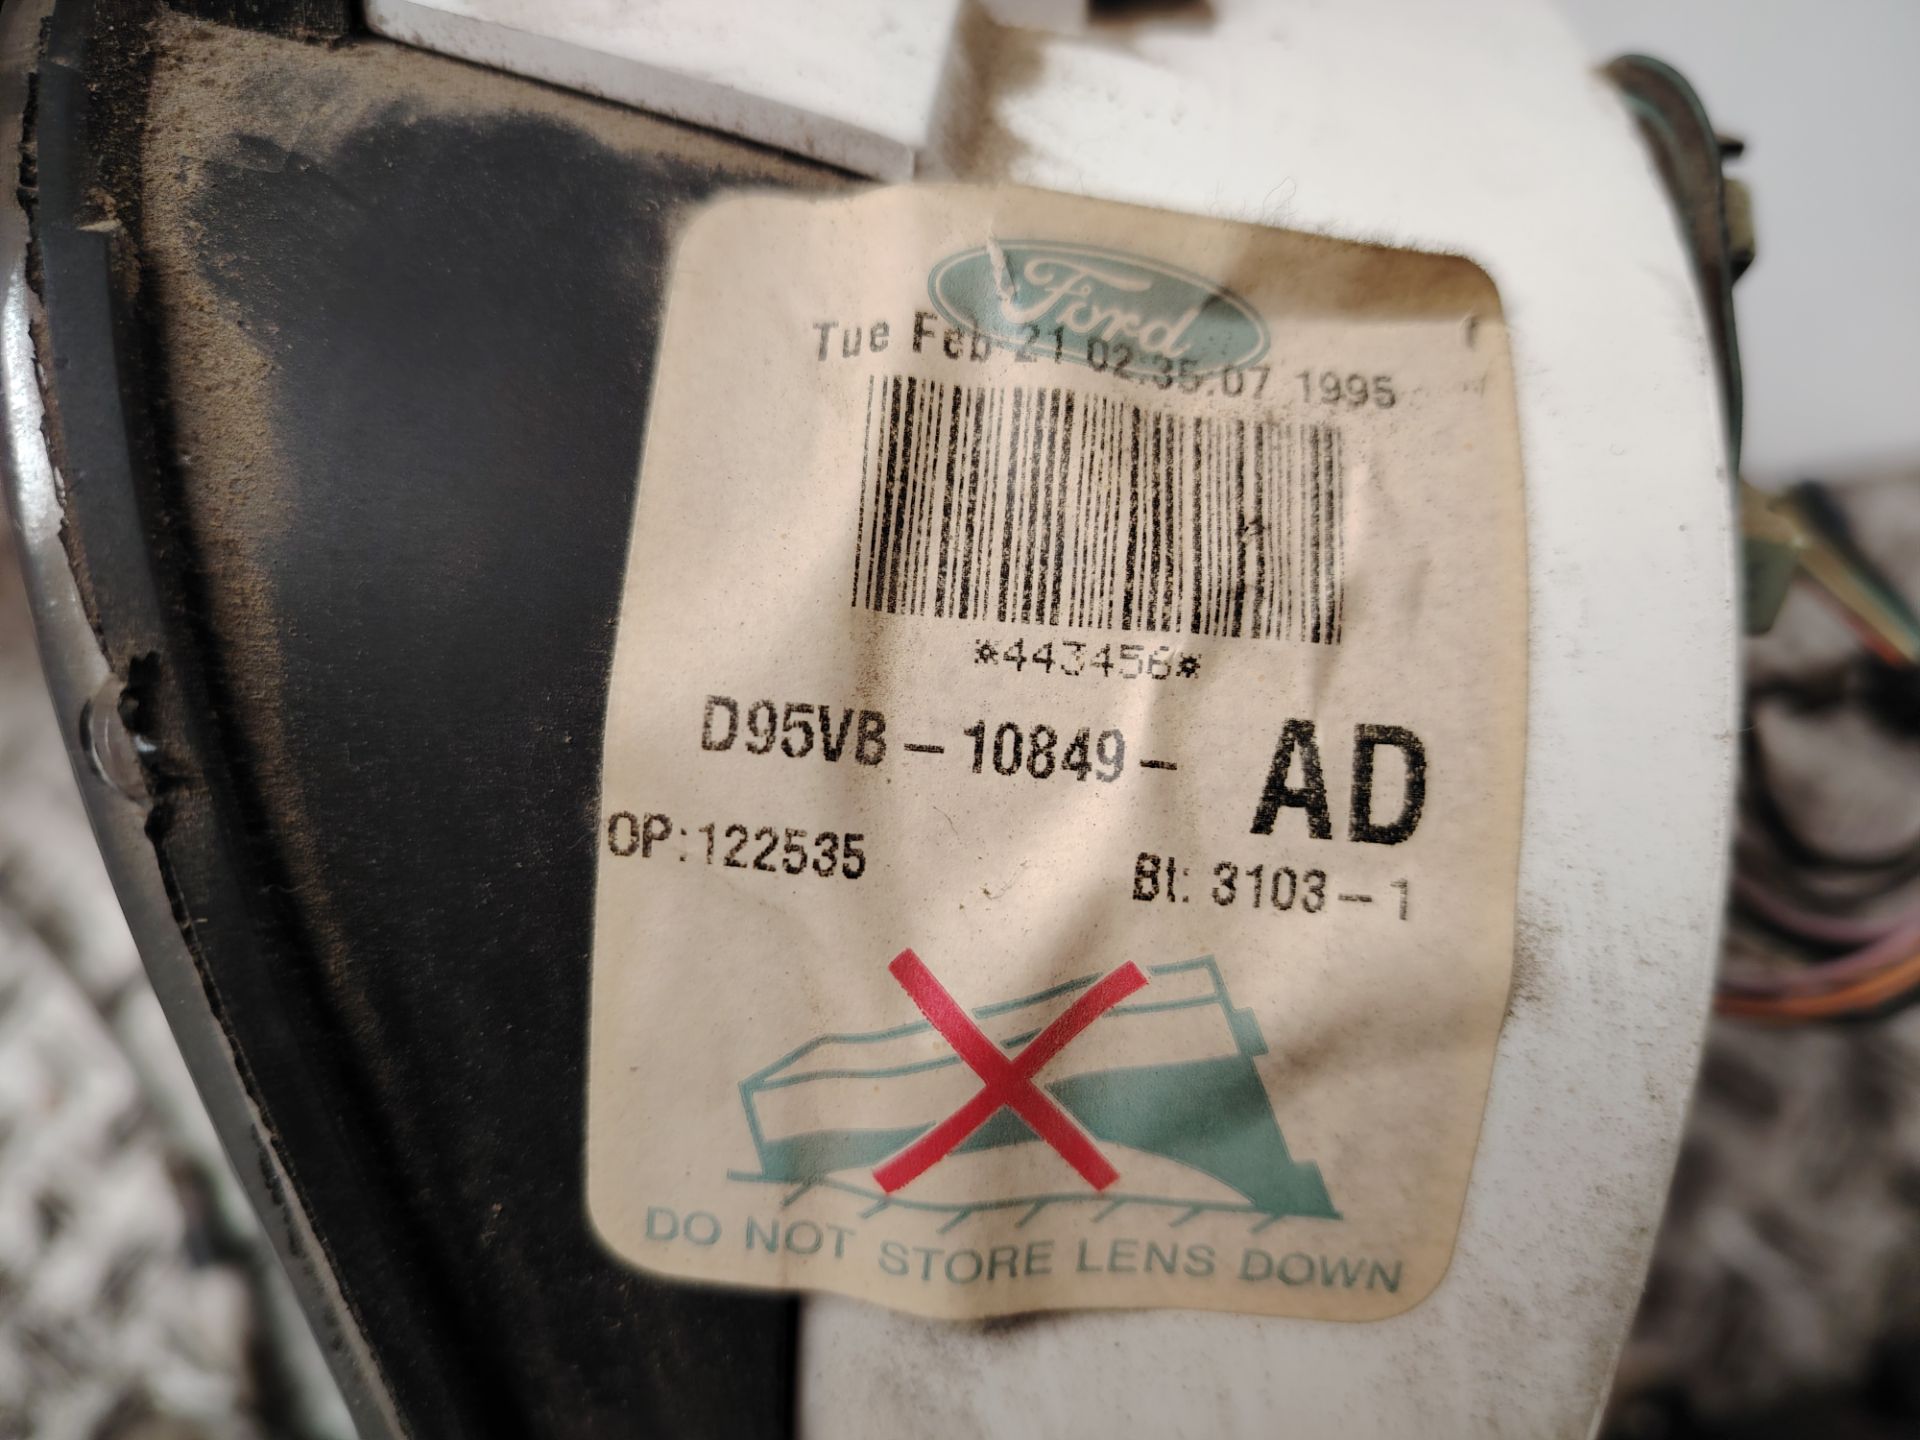 Ford
Tue Feb 21 02.35.07 1995
*443456*
D95VB-10849- AD
OP:122535 Bt: 3103-1
DO NOT STORE LENS DOWN